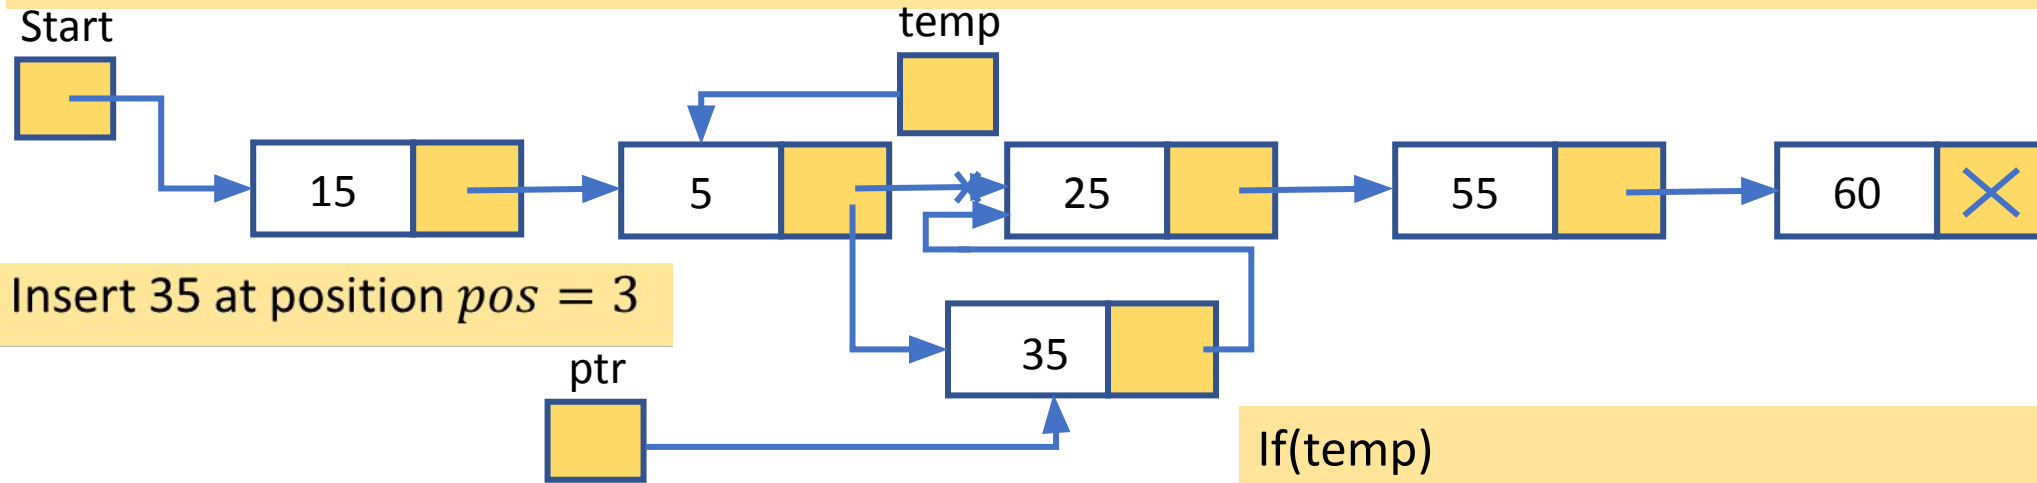 Start
temp
15
5
25
55
60
Insert 35 at position pos = 3
35
ptr
If(temp)